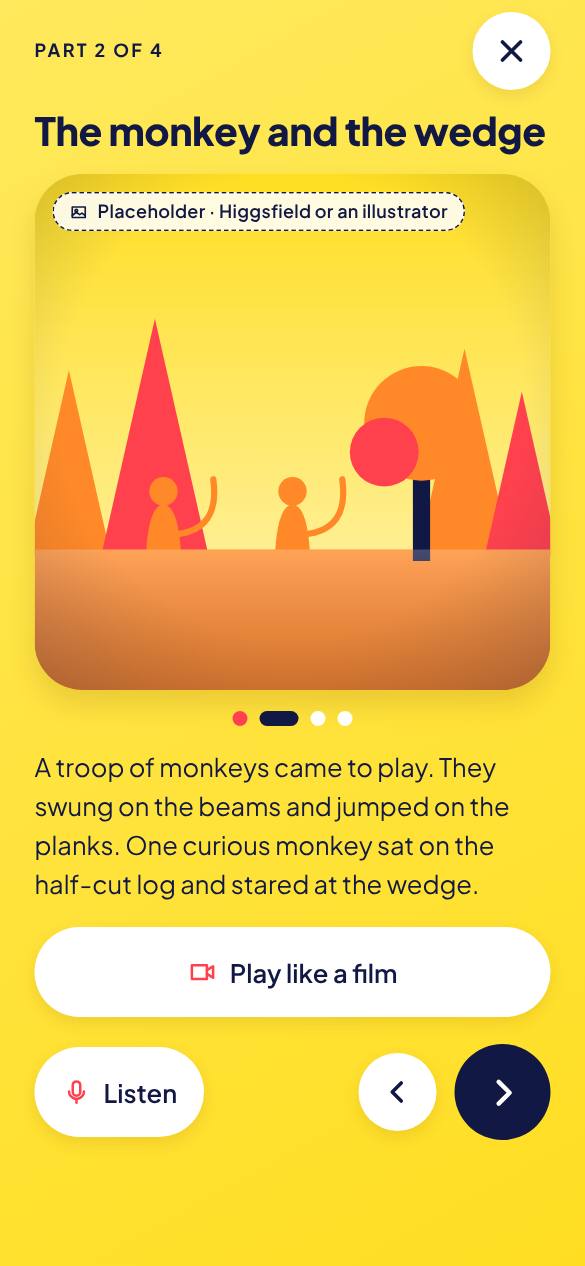 PART 2 OF 4
The monkey and the wedge
Placeholder · Higgsfield or an illustrator
A troop of monkeys came to play. They
swung on the beams and jumped on the
planks. One curious monkey sat on the
half-cut log and stared at the wedge.
Play like a film
Listen